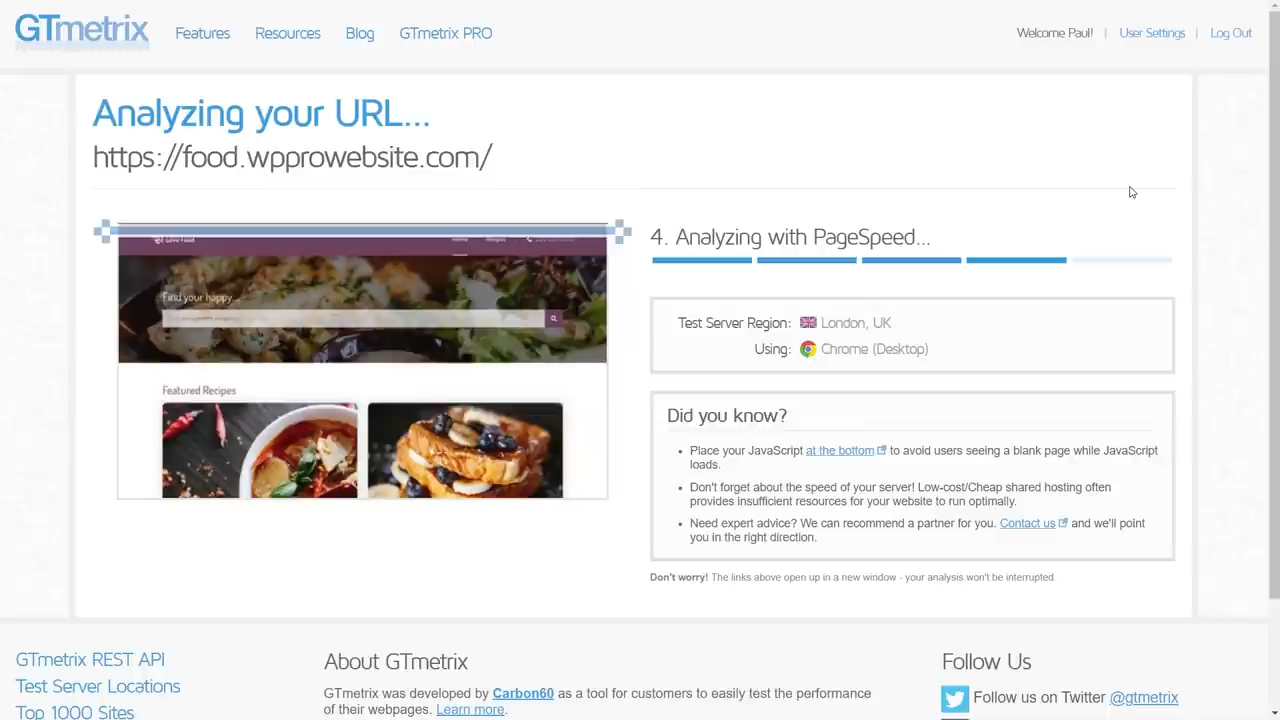 GTmetrix
Features
Resources
Blog
GTmetrix PRO
Welcome Paul!
|
User Settings
|
Log Out
Analyzing your URL...
https://food.wpprowebsite.com/
Find your happy...
Featured Recipes
4. Analyzing with PageSpeed...
Test Server Region: London, UK
Using: Chrome (Desktop)
Did you know?
• Place your JavaScript at the bottom to avoid users seeing a blank page while JavaScript
loads.
• Don't forget about the speed of your server! Low-cost/Cheap shared hosting often
provides insufficient resources for your website to run optimally.
• Need expert advice? We can recommend a partner for you. Contact us and we'll point
you in the right direction.
Don't worry! The links above open up in a new window - your analysis won't be interrupted.
GTmetrix REST API
Test Server Locations
Top 1000 Sites
About GTmetrix
GTmetrix was developed by Carbon60 as a tool for customers to easily test the performance
of their webpages. Learn more.
Follow Us
Follow us on Twitter @gtmetrix